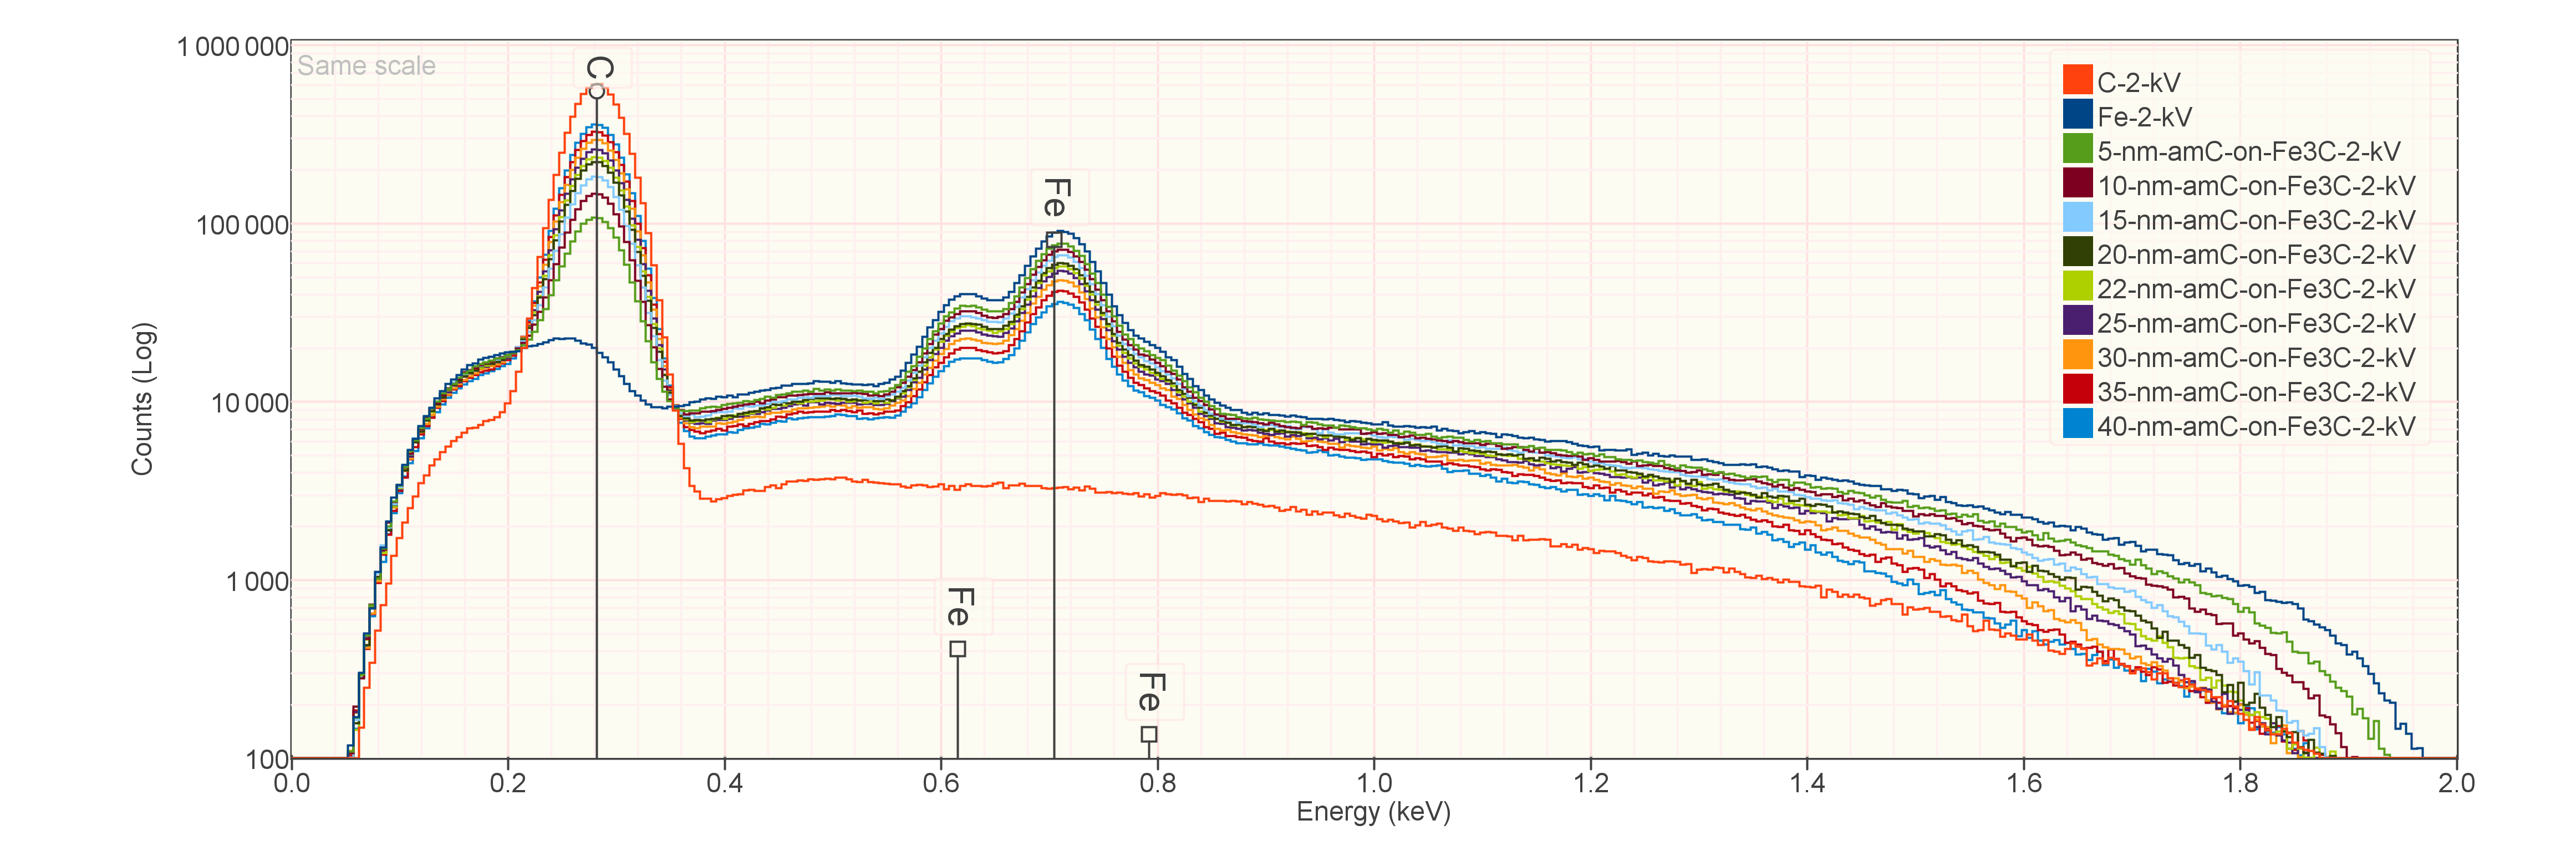 Same scale
1 000 000
100 000
10 000
1 000
100
Counts (Log)
C
Fe
Fe
Fe
C-2-kV
Fe-2-kV
5-nm-amC-on-Fe3C-2-kV
10-nm-amC-on-Fe3C-2-kV
15-nm-amC-on-Fe3C-2-kV
20-nm-amC-on-Fe3C-2-kV
22-nm-amC-on-Fe3C-2-kV
25-nm-amC-on-Fe3C-2-kV
30-nm-amC-on-Fe3C-2-kV
35-nm-amC-on-Fe3C-2-kV
40-nm-amC-on-Fe3C-2-kV
0.0 0.2 0.4 0.6 0.8 1.0 1.2 1.4 1.6 1.8 2.0
Energy (keV)